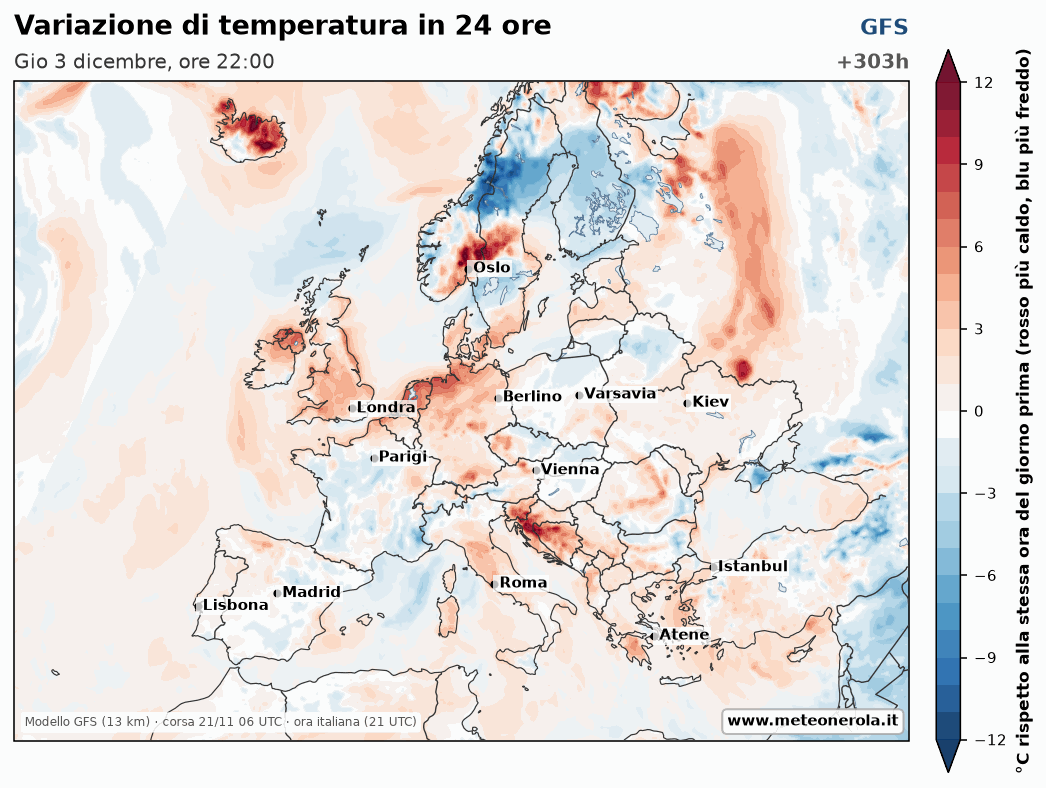 Variazione di temperatura in 24 ore
GFS
Gio 3 dicembre, ore 22:00
+303h
Oslo
Londra
Berlino
Varsavia
Kiev
Parigi
Vienna
Istanbul
Roma
Madrid
Lisbona
Atene
Modello GFS (13 km) · corsa 21/11 06 UTC · ora italiana (21 UTC)
www.meteonerola.it
12
9
6
3
0
−3
−6
−9
−12
°C rispetto alla stessa ora del giorno prima (rosso più caldo, blu più freddo)